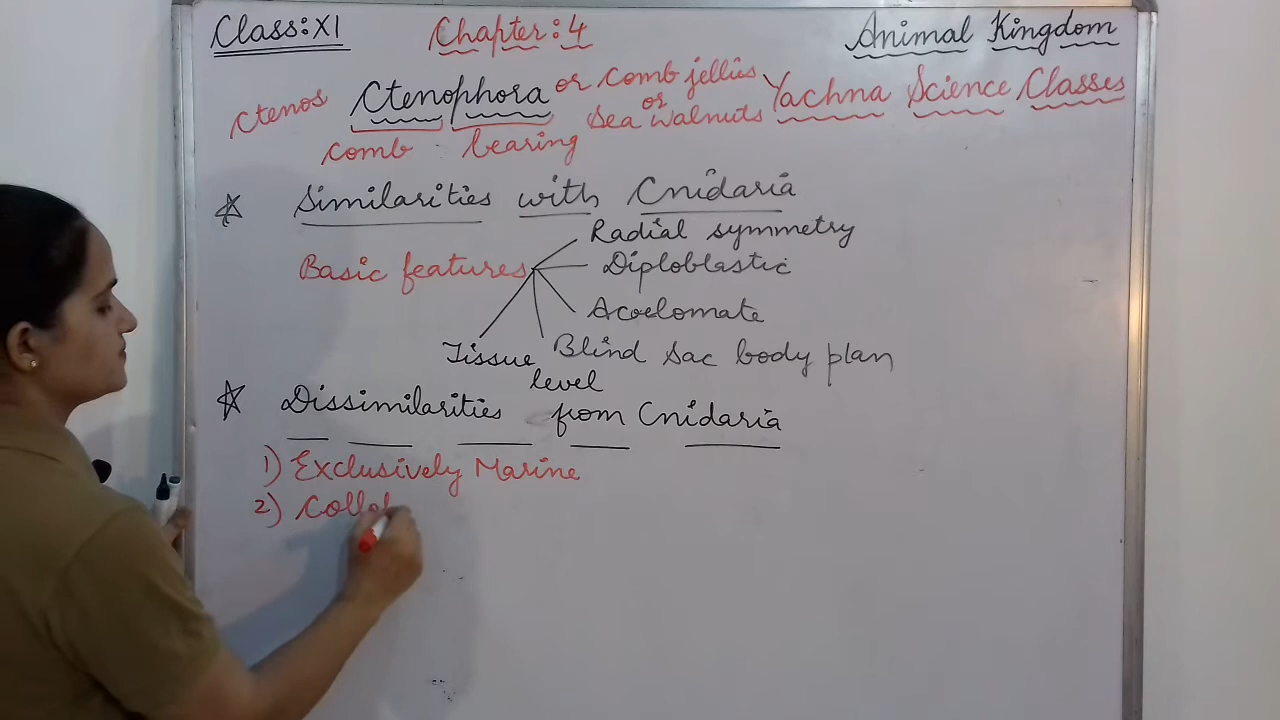 Class:XI Chapter:4 Animal Kingdom
Ctenos Ctenophora or Comb jellies
or
Sea walnuts
Yachna Science Classes
comb bearing
Similarities with Cnidaria
Basic features
Radial symmetry
Diploblastic
Acoelomate
Blind sac body plan
Tissue level
Dissimilarities from Cnidaria
1) Exclusively Marine
2)